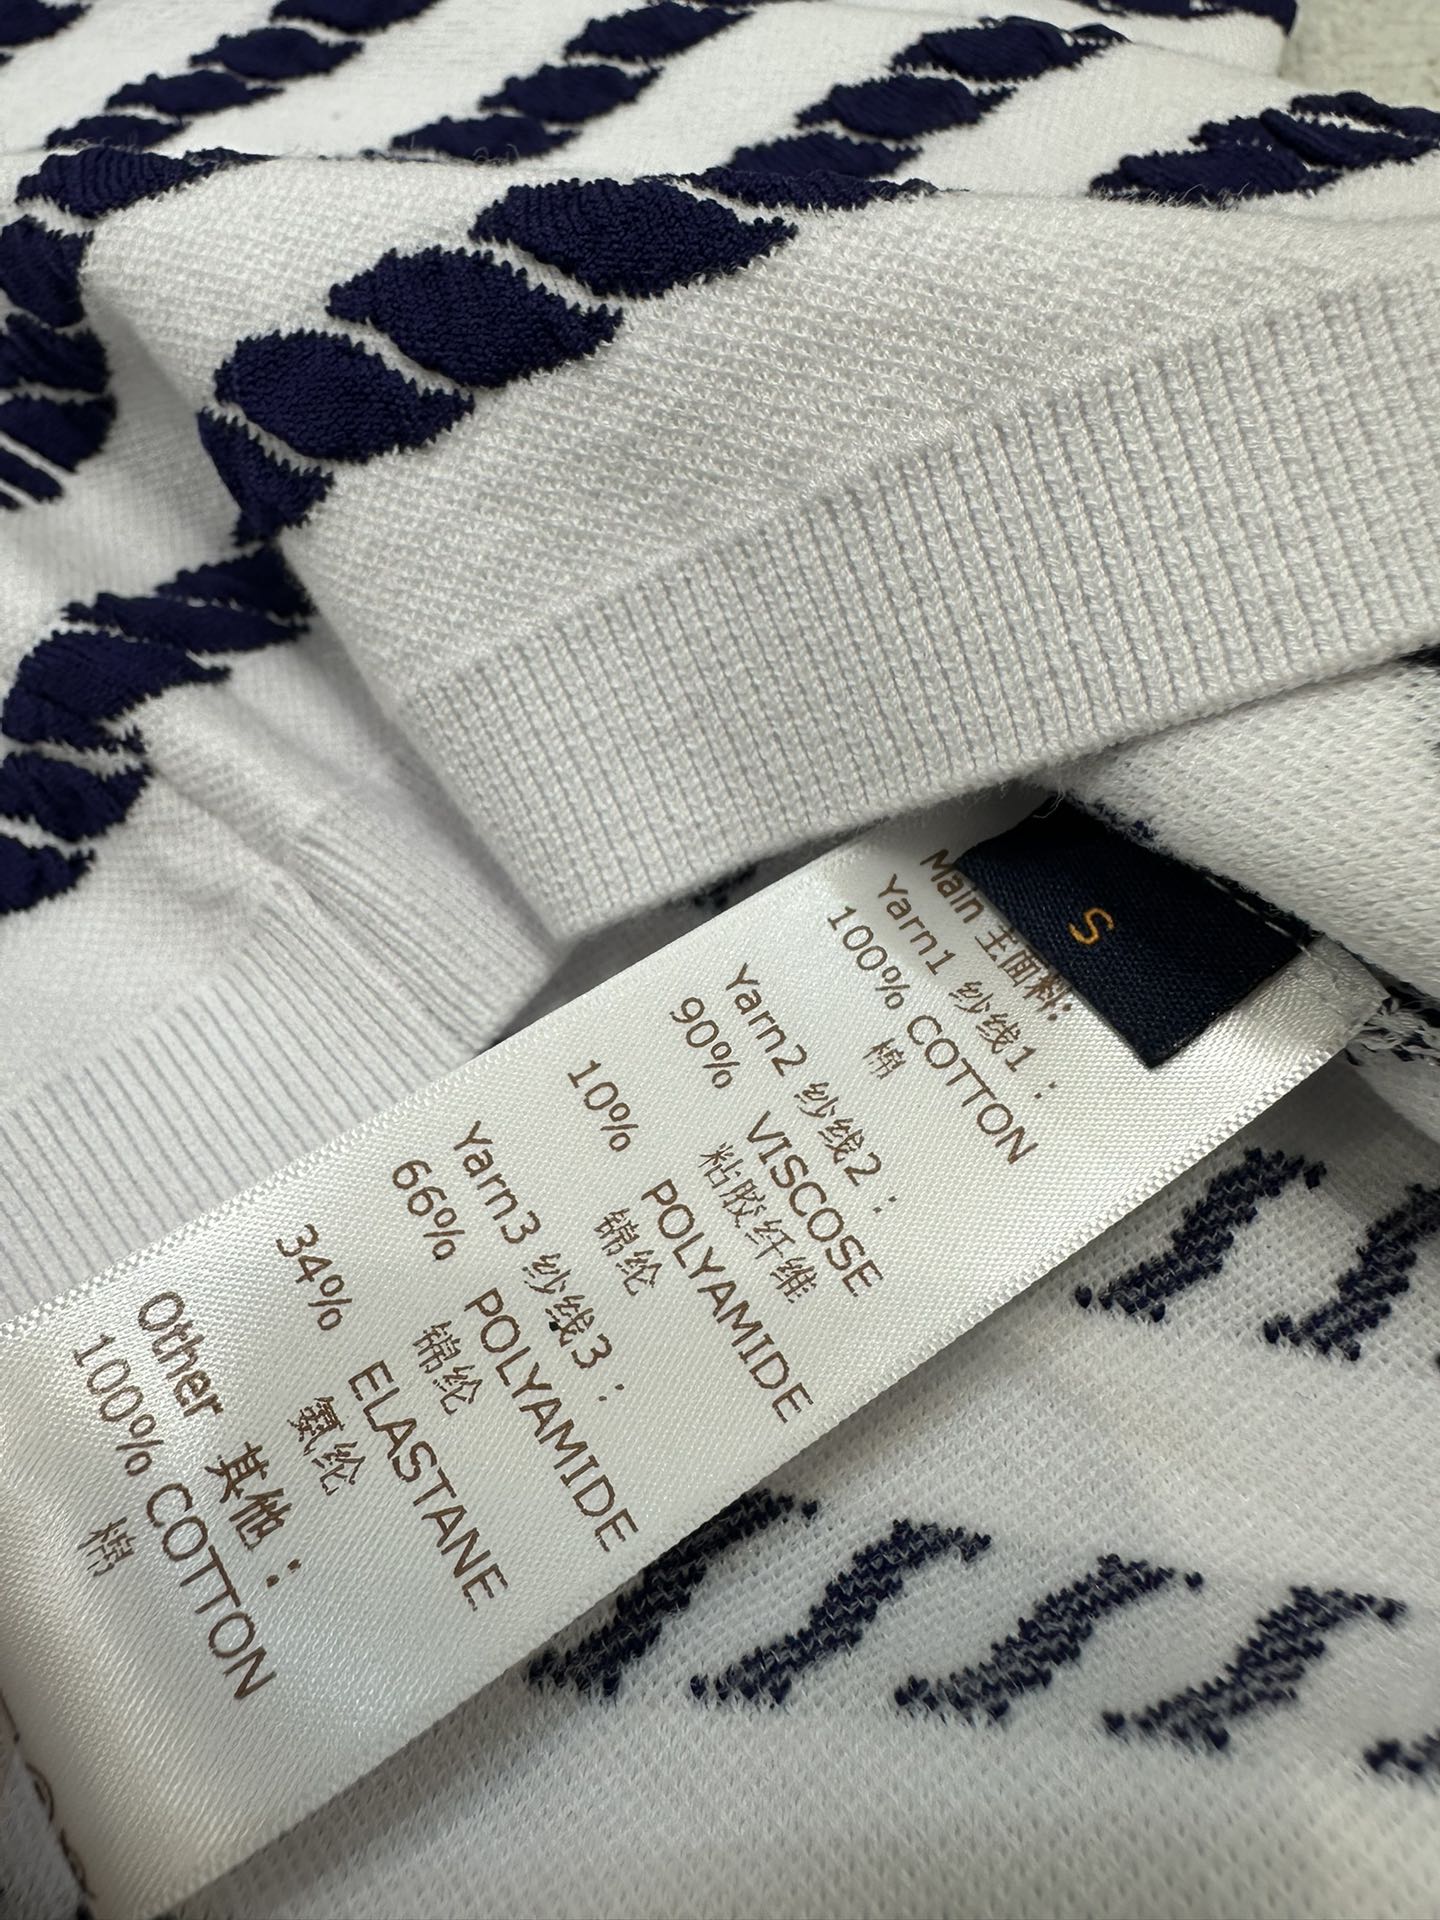 S
Main 主面料:
Yarn1 纱线1:
100% COTTON
棉
Yarn2 纱线2:
90% VISCOSE
粘胶纤维
10% POLYAMIDE
锦纶
Yarn3 纱线3:
66% POLYAMIDE
锦纶
34% ELASTANE
氨纶
Other 其他:
100% COTTON
棉